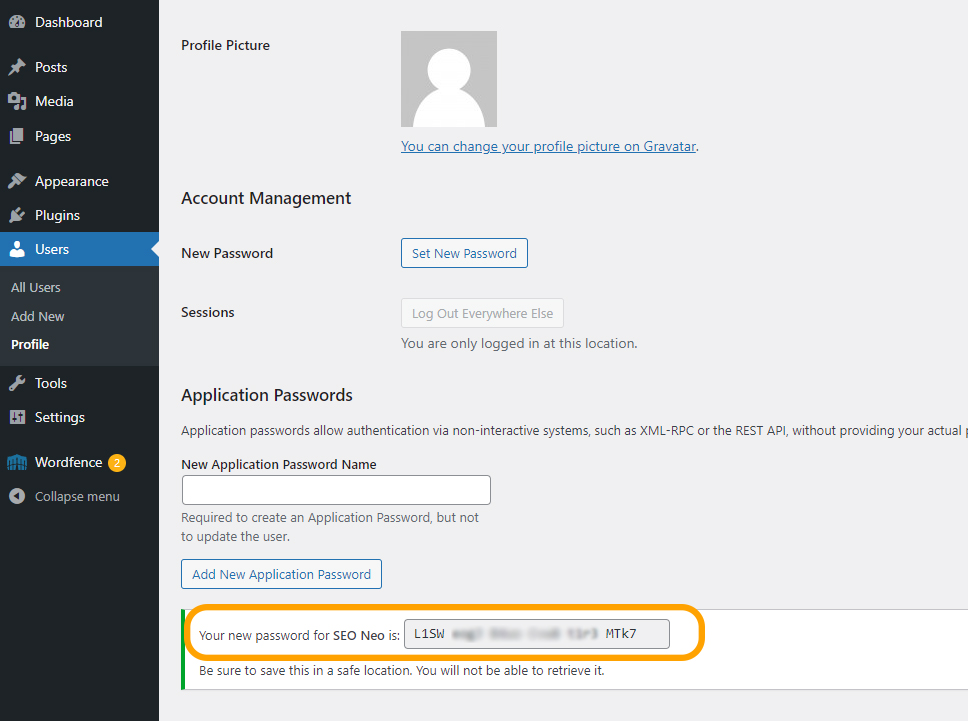 Dashboard
Posts
Media
Pages
Appearance
Plugins
Users
All Users
Add New
Profile
Tools
Settings
Wordfence 2
Collapse menu
Profile Picture
You can change your profile picture on Gravatar.
Account Management
New Password
Set New Password
Sessions
Log Out Everywhere Else
You are only logged in at this location.
Application Passwords
Application passwords allow authentication via non-interactive systems, such as XML-RPC or the REST API, without providing your actual p
New Application Password Name
Required to create an Application Password, but not
to update the user.
Add New Application Password
Your new password for SEO Neo is: L1SW MTk7
Be sure to save this in a safe location. You will not be able to retrieve it.